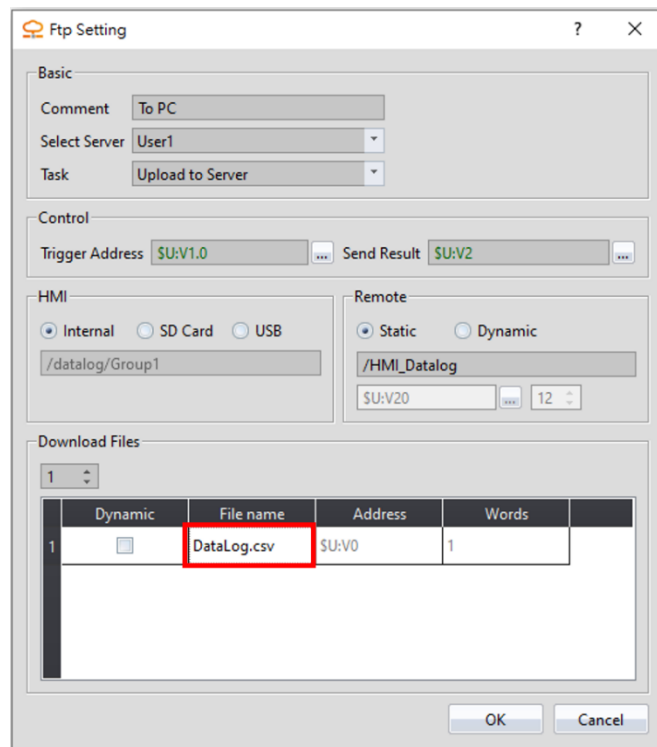 Ftp Setting ?
Basic
Comment To PC
Select Server User1
Task Upload to Server
Control
Trigger Address $U:V1.0 ... Send Result $U:V2 ...
HMI
Internal SD Card USB
/datalog/Group1
Remote
Static Dynamic
/HMI_Datalog
$U:V20 ... 12
Download Files
1
Dynamic File name Address Words
1 DataLog.csv $U:V0 1
OK Cancel